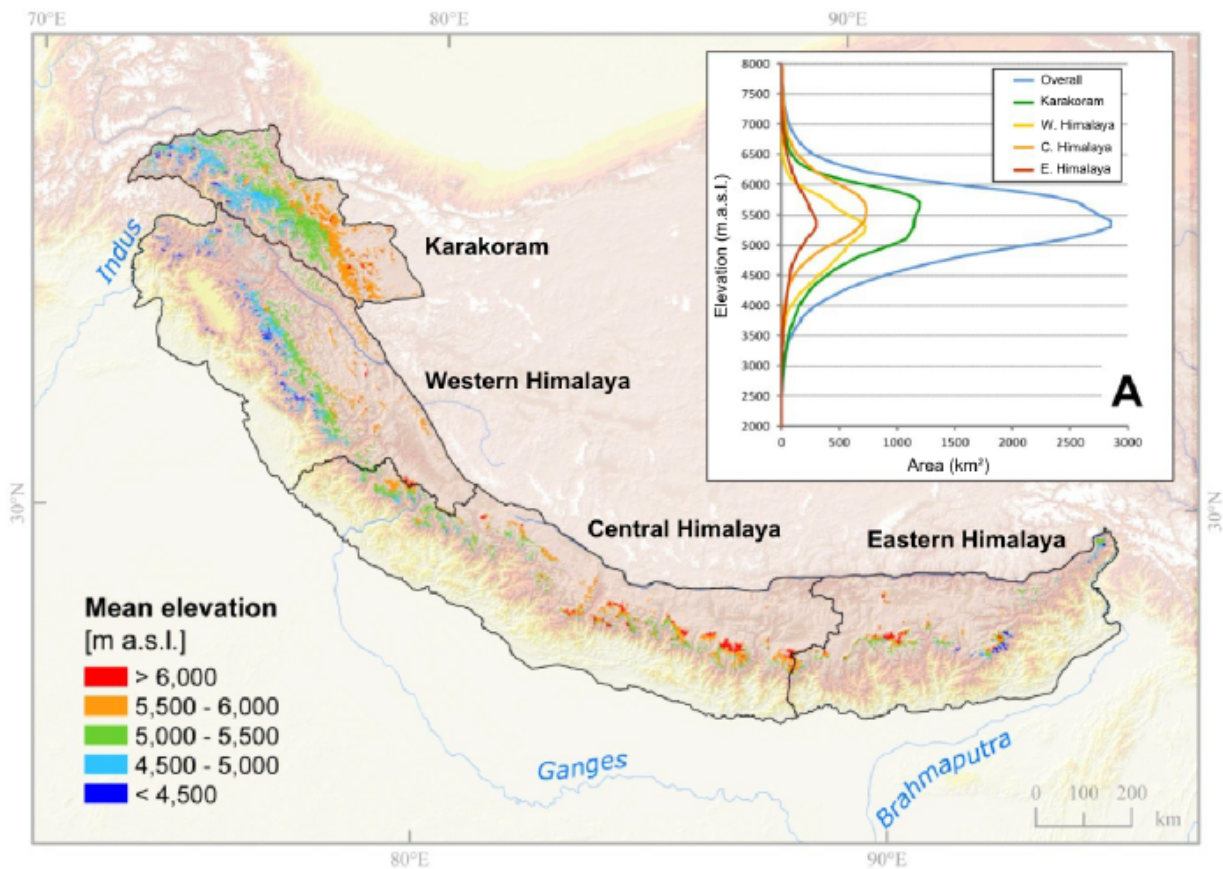 70°E
80°E
90°E
8000
7500
7000
6500
6000
5500
5000
4500
4000
3500
3000
2500
2000
Elevation (m.a.s.l.)
Overall
Karakoram
W. Himalaya
C. Himalaya
E. Himalaya
A
0
500
1000
1500
2000
2500
3000
Area (km²)
Indus
Karakoram
Western Himalaya
30°N
30°N
Central Himalaya
Eastern Himalaya
Mean elevation
[m a.s.l.]
> 6,000
5,500 - 6,000
5,000 - 5,500
4,500 - 5,000
< 4,500
Ganges
Brahmaputra
0 100 200
km
80°E
90°E